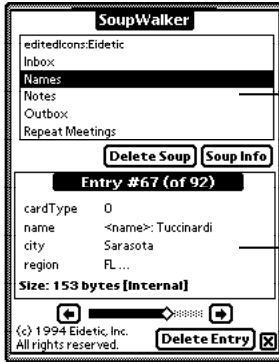 SoupWalker
editedIcons:Eidetic
Inbox
Names
Notes
Outbox
Repeat Meetings
Delete Soup Soup Info
Entry #67 (of 92)
cardType 0
name <name>: Tuccinardi
city Sarasota
region FL ...
Size: 153 bytes [Internal]
(c) 1994 Eidetic, Inc.
All rights reserved.
Delete Entry